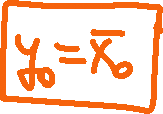 y₀ = x̄₀